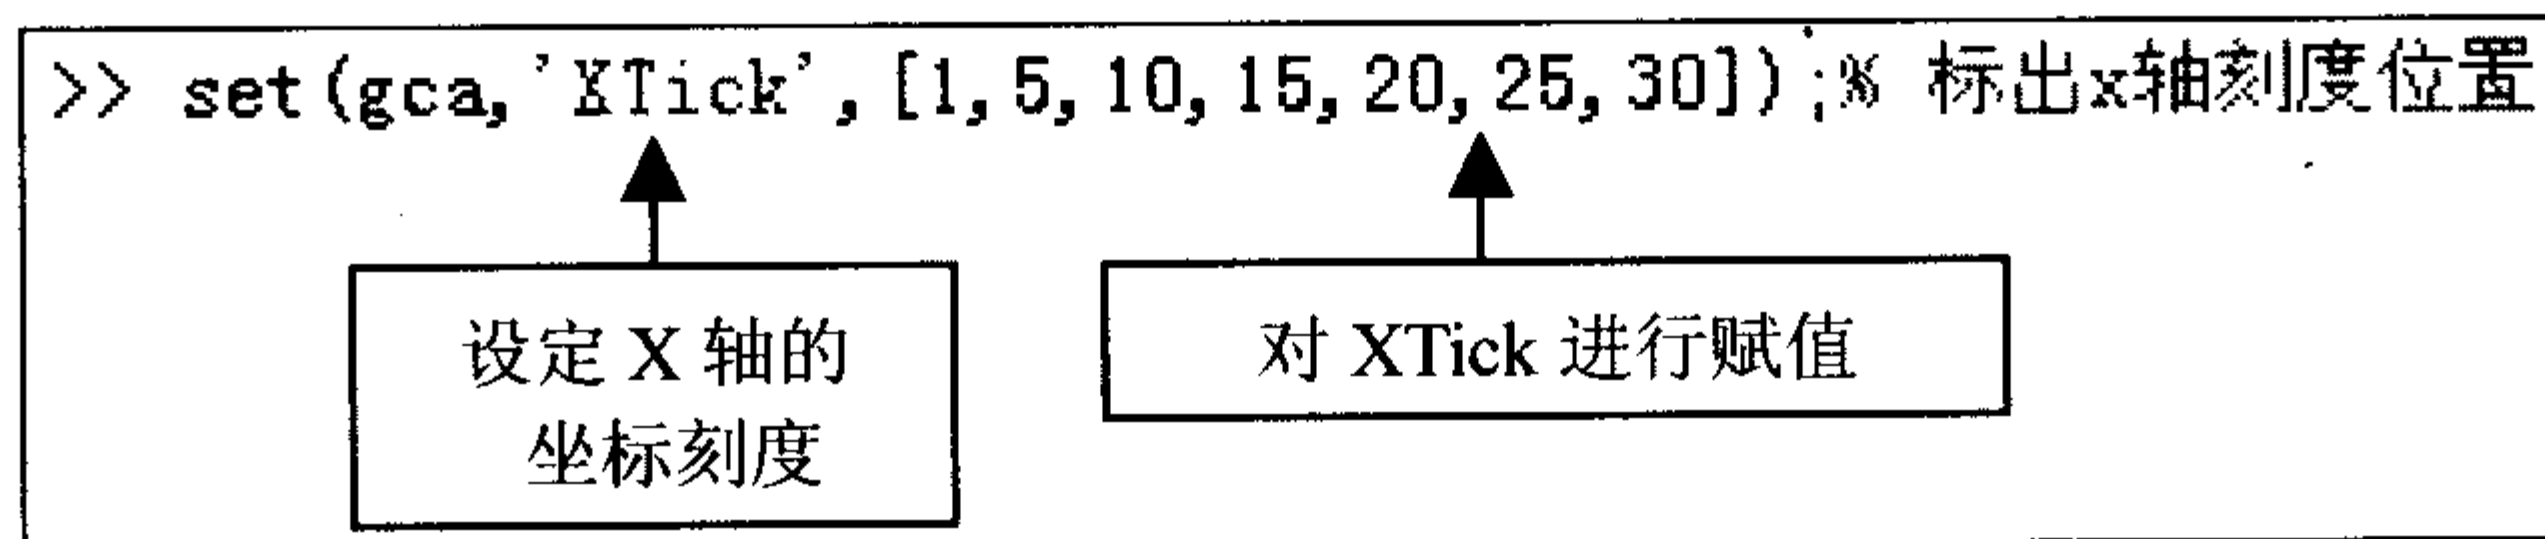 >> set(gca,'XTick',[1,5,10,15,20,25,30]);% 标出x轴刻度位置
设定 X 轴的
坐标刻度
对 XTick 进行赋值